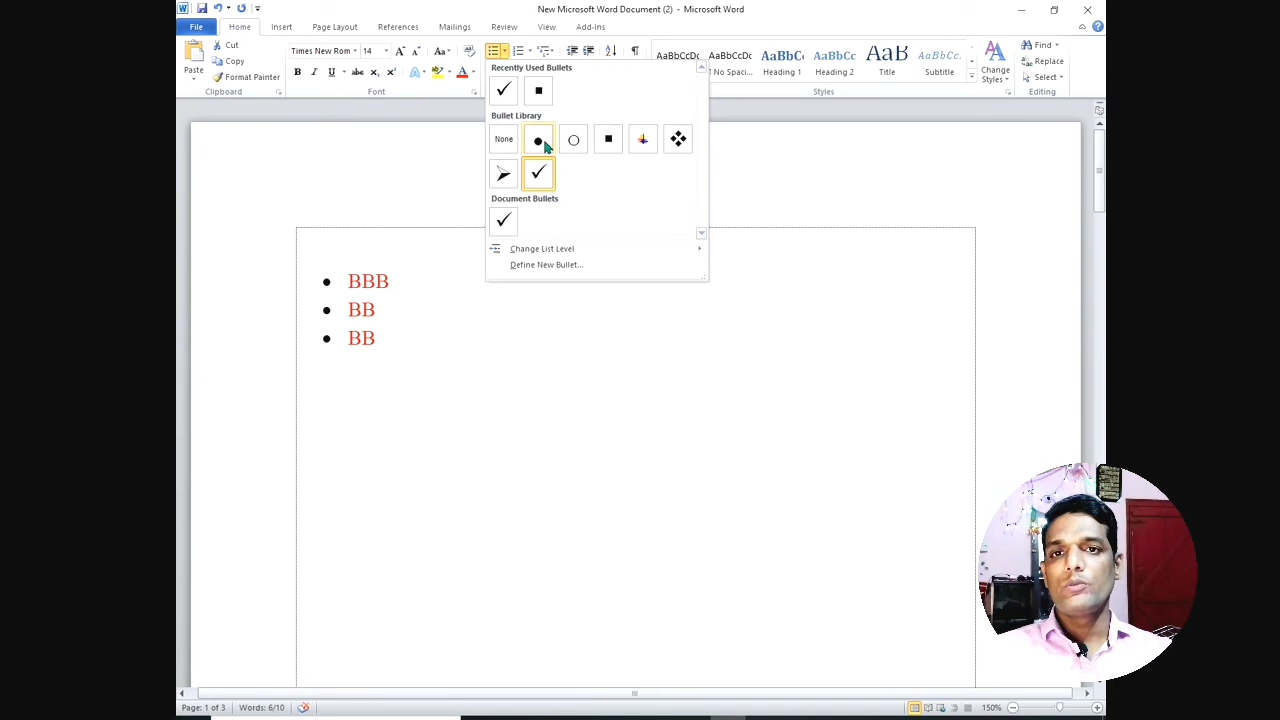 New Microsoft Word Document (2) - Microsoft Word
File Home Insert Page Layout References Mailings Review View Add-Ins
Paste
Cut
Copy
Format Painter
Clipboard
Times New Rom 14
Font
Recently Used Bullets
Bullet Library
None
Document Bullets
Change List Level
Define New Bullet...
AaBbCcDc AaBbCcDc AaBbC AaBbCc AaB AaBbCc.
Heading 1 Heading 2 Title Subtitle
Change
Styles
Styles
Find
Replace
Select
Editing
BBB
BB
BB
Page: 1 of 3 Words: 6/10 150%